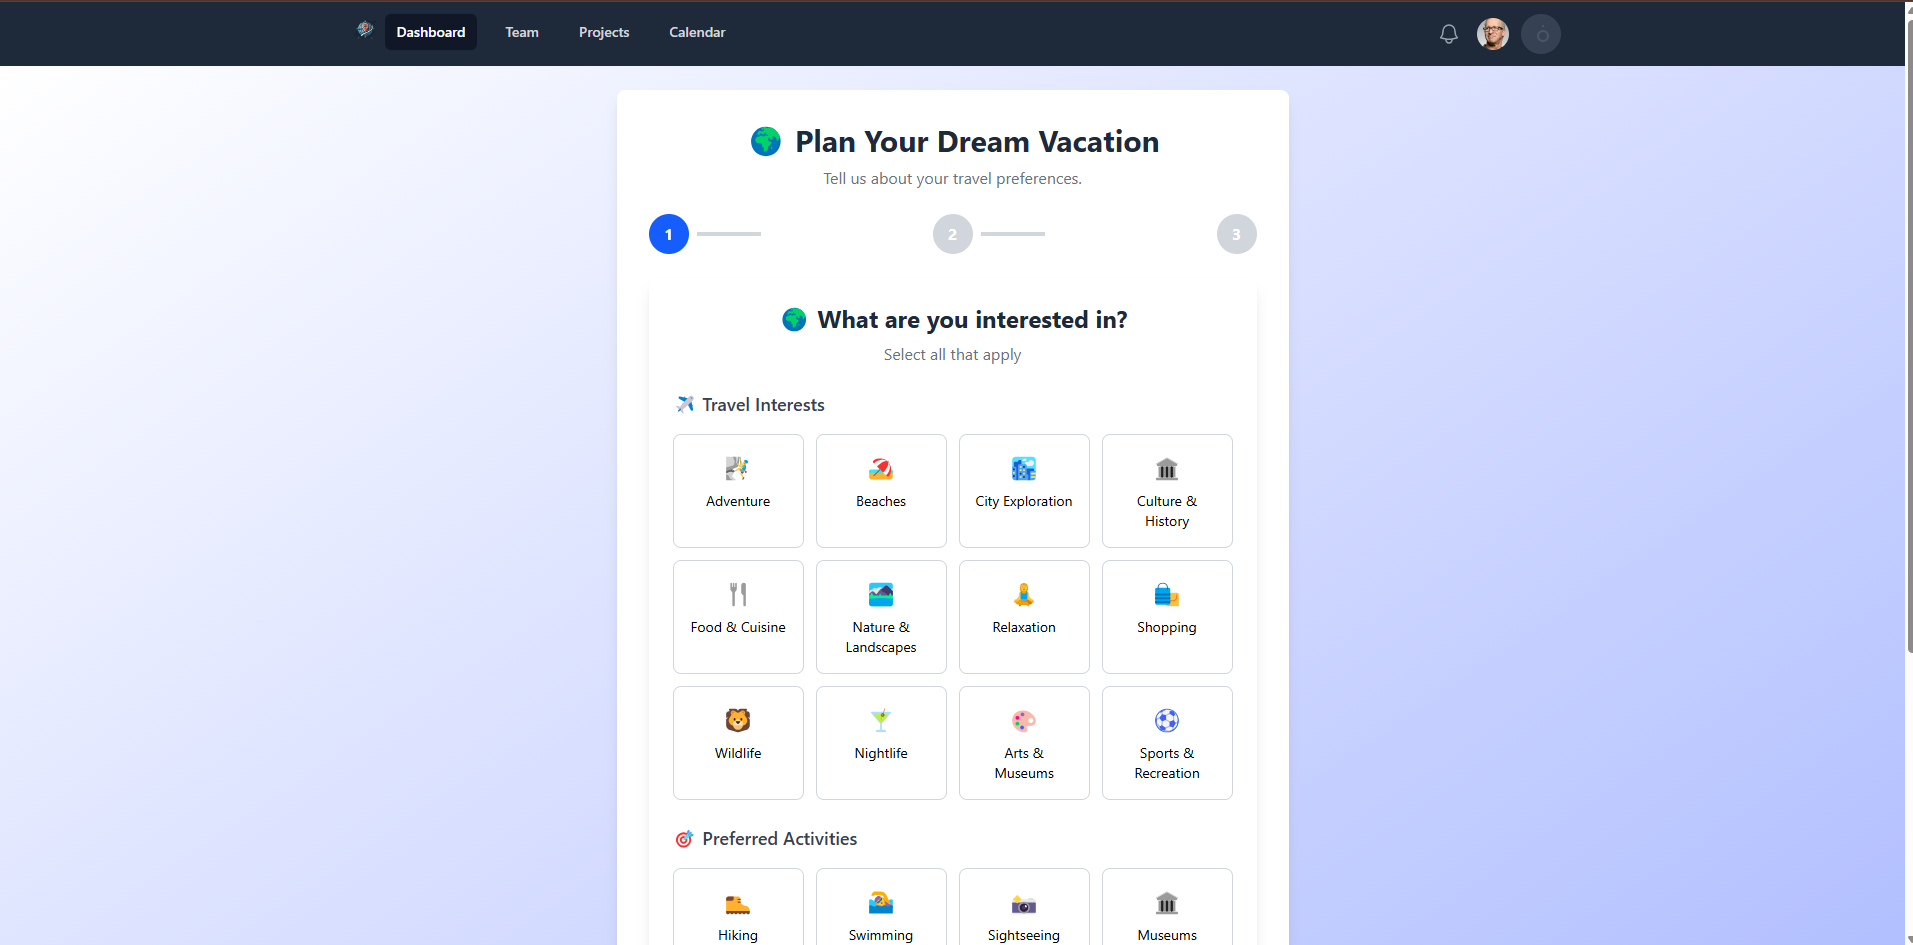 Dashboard
Team
Projects
Calendar
Plan Your Dream Vacation
Tell us about your travel preferences.
1
2
3
What are you interested in?
Select all that apply
Travel Interests
Adventure
Beaches
City Exploration
Culture &
History
Food & Cuisine
Nature &
Landscapes
Relaxation
Shopping
Wildlife
Nightlife
Arts &
Museums
Sports &
Recreation
Preferred Activities
Hiking
Swimming
Sightseeing
Museums